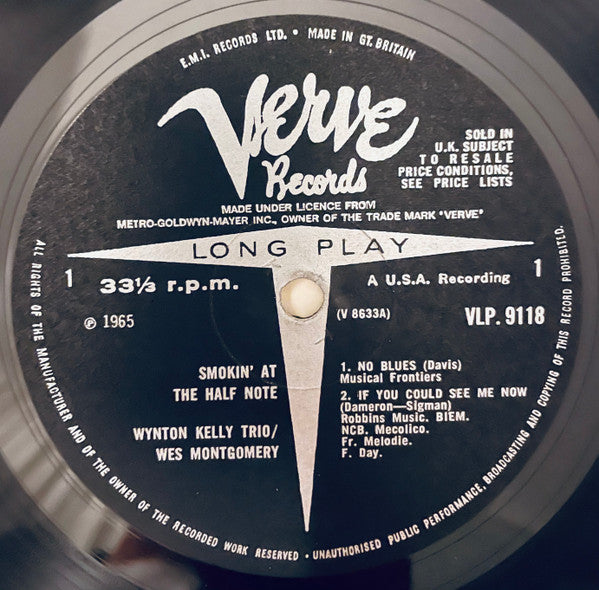 E.M.I. RECORDS LTD. • MADE IN GT. BRITAIN
Verve
Records
SOLD IN
U.K. SUBJECT
TO RESALE
PRICE CONDITIONS,
SEE PRICE LISTS
MADE UNDER LICENCE FROM
METRO-GOLDWYN-MAYER INC., OWNER OF THE TRADE MARK "VERVE"
LONG PLAY
1
33⅓ r.p.m.
A U.S.A. Recording
1
℗ 1965
(V 8633A)
VLP. 9118
SMOKIN' AT
THE HALF NOTE
WYNTON KELLY TRIO/
WES MONTGOMERY
1. NO BLUES (Davis)
Musical Frontiers
2. IF YOU COULD SEE ME NOW
(Dameron—Sigman)
Robbins Music. BIEM.
NCB. Mecolico.
Fr. Melodie.
F. Day.
ALL RIGHTS OF THE MANUFACTURER AND OF THE OWNER OF THE RECORDED WORK RESERVED • UNAUTHORISED PUBLIC PERFORMANCE, BROADCASTING AND COPYING OF THIS RECORD PROHIBITED.